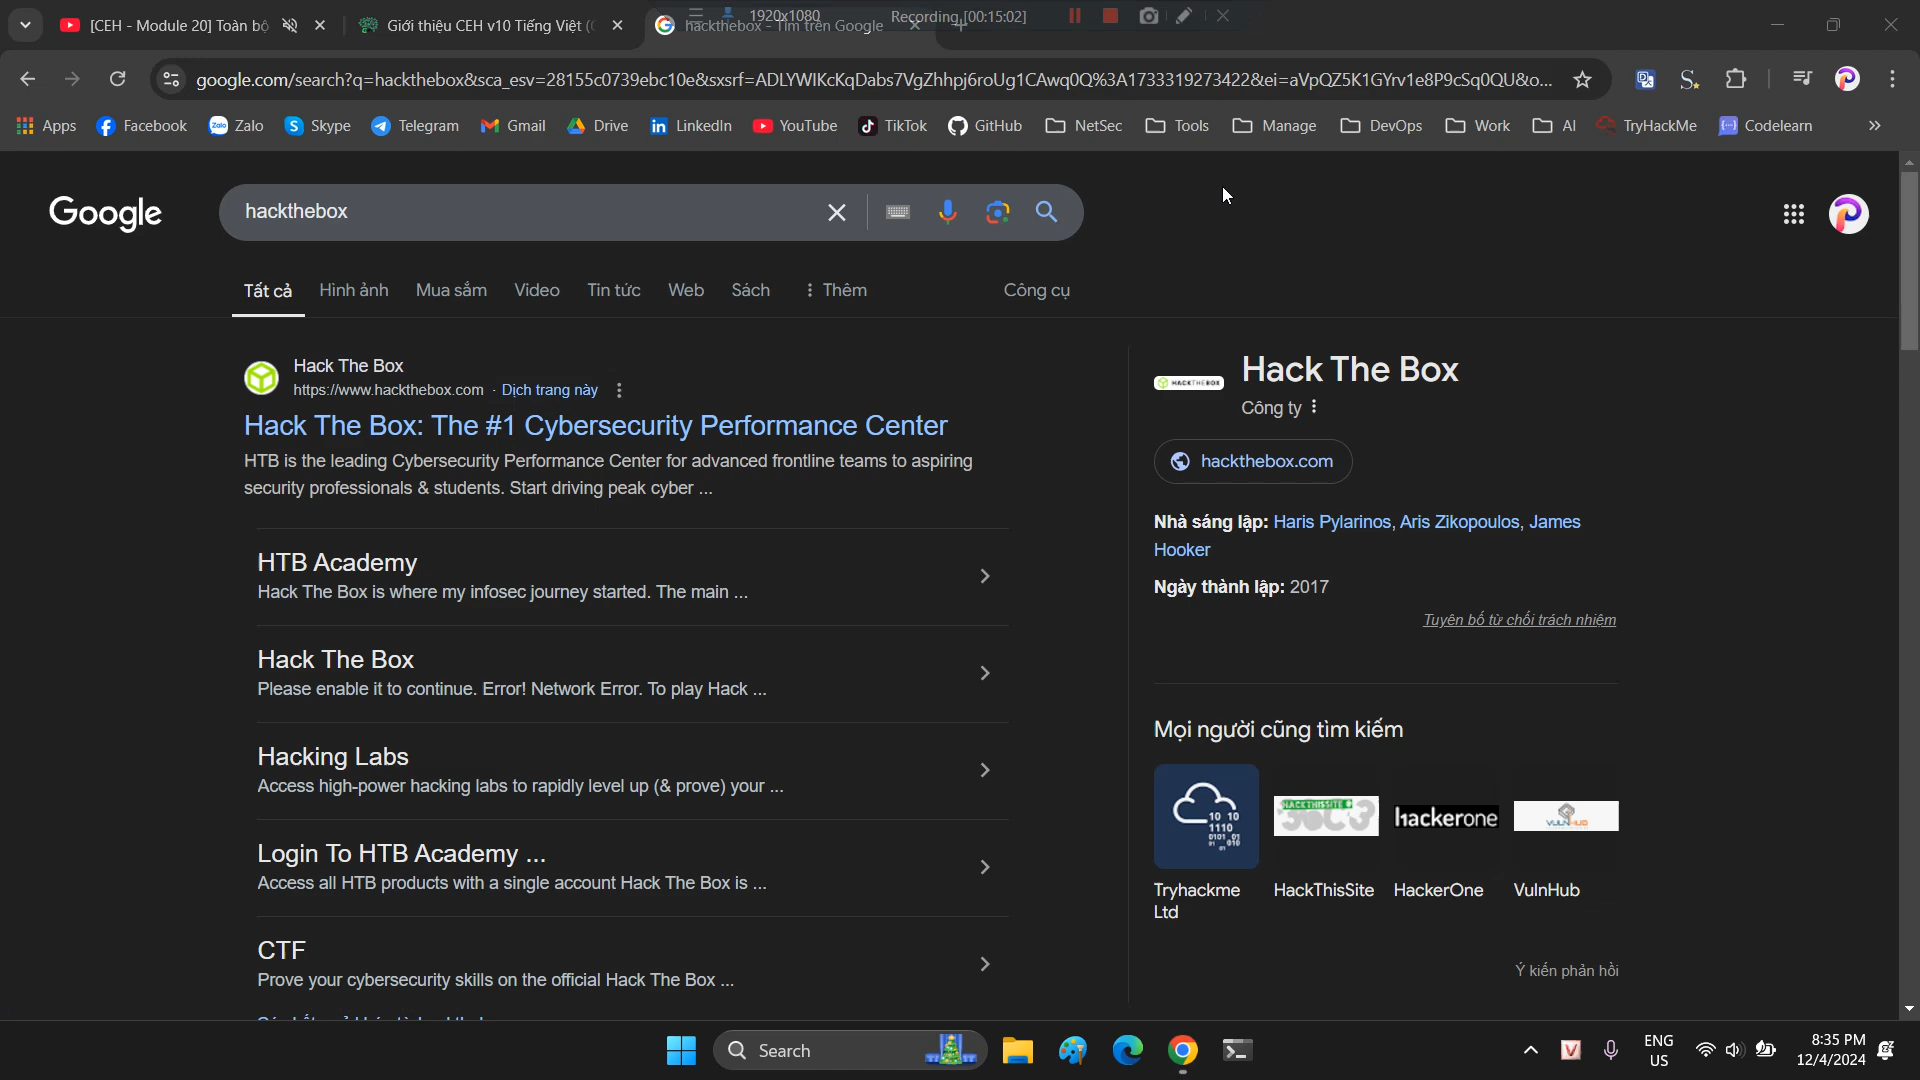 [CEH - Module 20] Toàn bộ
Giới thiệu CEH v10 Tiếng Việt (
hackthebox - Tìm trên Google
1920x1080
Recording [00:15:02]
google.com/search?q=hackthebox&sca_esv=28155c0739ebc10e&sxsrf=ADLYWIKcKqDabs7VgZhhpj6roUg1CAwq0Q%3A1733319273422&ei=aVpQZ5K1GYrv1e8P9cSq0QU&o...
Apps
Facebook
Zalo
Skype
Telegram
Gmail
Drive
LinkedIn
YouTube
TikTok
GitHub
NetSec
Tools
Manage
DevOps
Work
AI
TryHackMe
Codelearn
Google
hackthebox
Tất cả
Hình ảnh
Mua sắm
Video
Tin tức
Web
Sách
Thêm
Công cụ
Hack The Box
https://www.hackthebox.com · Dịch trang này
Hack The Box: The #1 Cybersecurity Performance Center
HTB is the leading Cybersecurity Performance Center for advanced frontline teams to aspiring
security professionals & students. Start driving peak cyber ...
HTB Academy
Hack The Box is where my infosec journey started. The main ...
Hack The Box
Please enable it to continue. Error! Network Error. To play Hack ...
Hacking Labs
Access high-power hacking labs to rapidly level up (& prove) your ...
Login To HTB Academy ...
Access all HTB products with a single account Hack The Box is ...
CTF
Prove your cybersecurity skills on the official Hack The Box ...
HACKTHEBOX
Hack The Box
Công ty
hackthebox.com
Nhà sáng lập: Haris Pylarinos, Aris Zikopoulos, James
Hooker
Ngày thành lập: 2017
Tuyên bố từ chối trách nhiệm
Mọi người cũng tìm kiếm
HACKTHISSITE
hackerone
VULNHUB
Tryhackme
Ltd
HackThisSite
HackerOne
VulnHub
Ý kiến phản hồi
Search
ENG
US
8:35 PM
12/4/2024